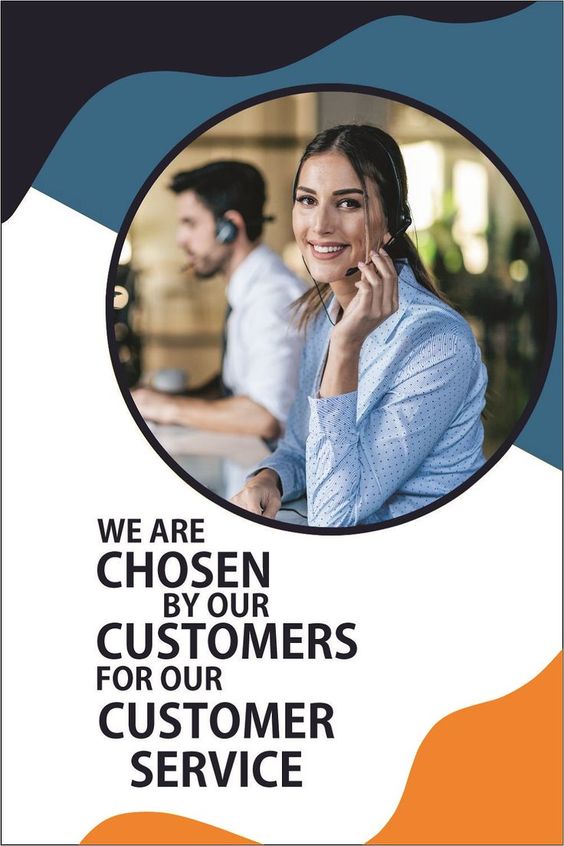 WE ARE
CHOSEN
BY OUR
CUSTOMERS
FOR OUR
CUSTOMER
SERVICE